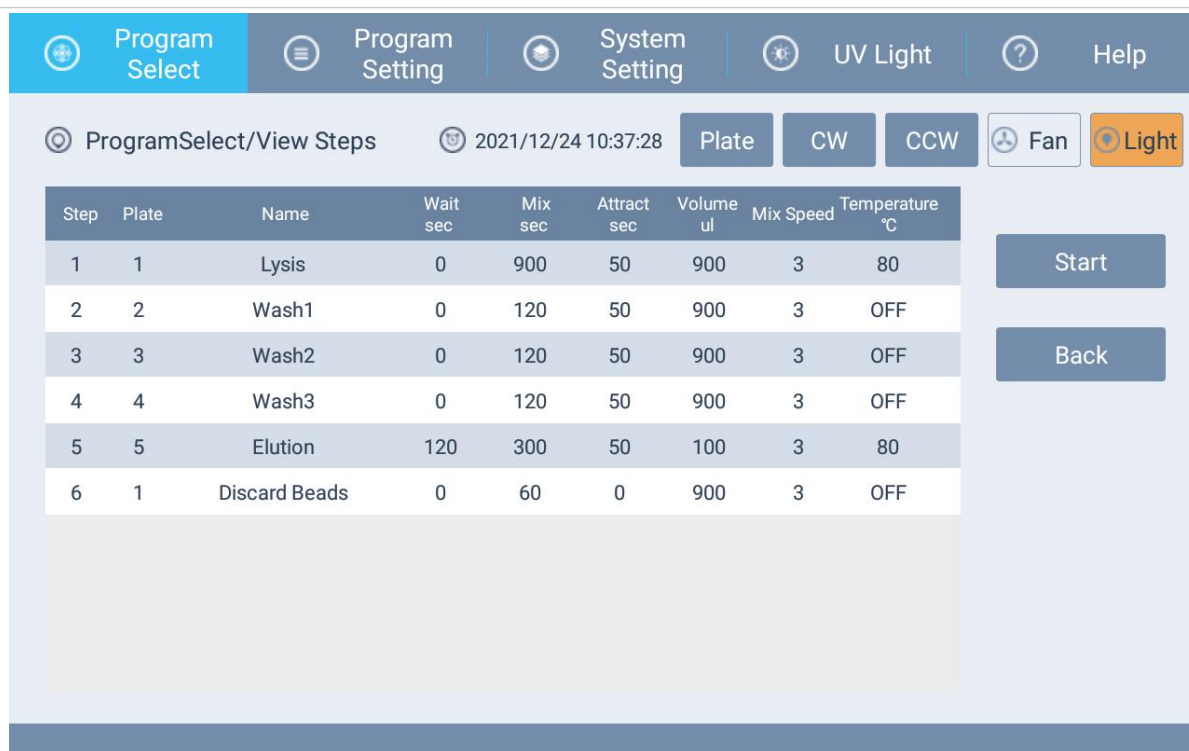 Program Select
Program Setting
System Setting
UV Light
Help
ProgramSelect/View Steps 2021/12/24 10:37:28 Plate CW CCW Fan Light
Step Plate Name Wait sec Mix sec Attract sec Volume ul Mix Speed Temperature ℃
1 1 Lysis 0 900 50 900 3 80
2 2 Wash1 0 120 50 900 3 OFF
3 3 Wash2 0 120 50 900 3 OFF
4 4 Wash3 0 120 50 900 3 OFF
5 5 Elution 120 300 50 100 3 80
6 1 Discard Beads 0 60 0 900 3 OFF
Start
Back